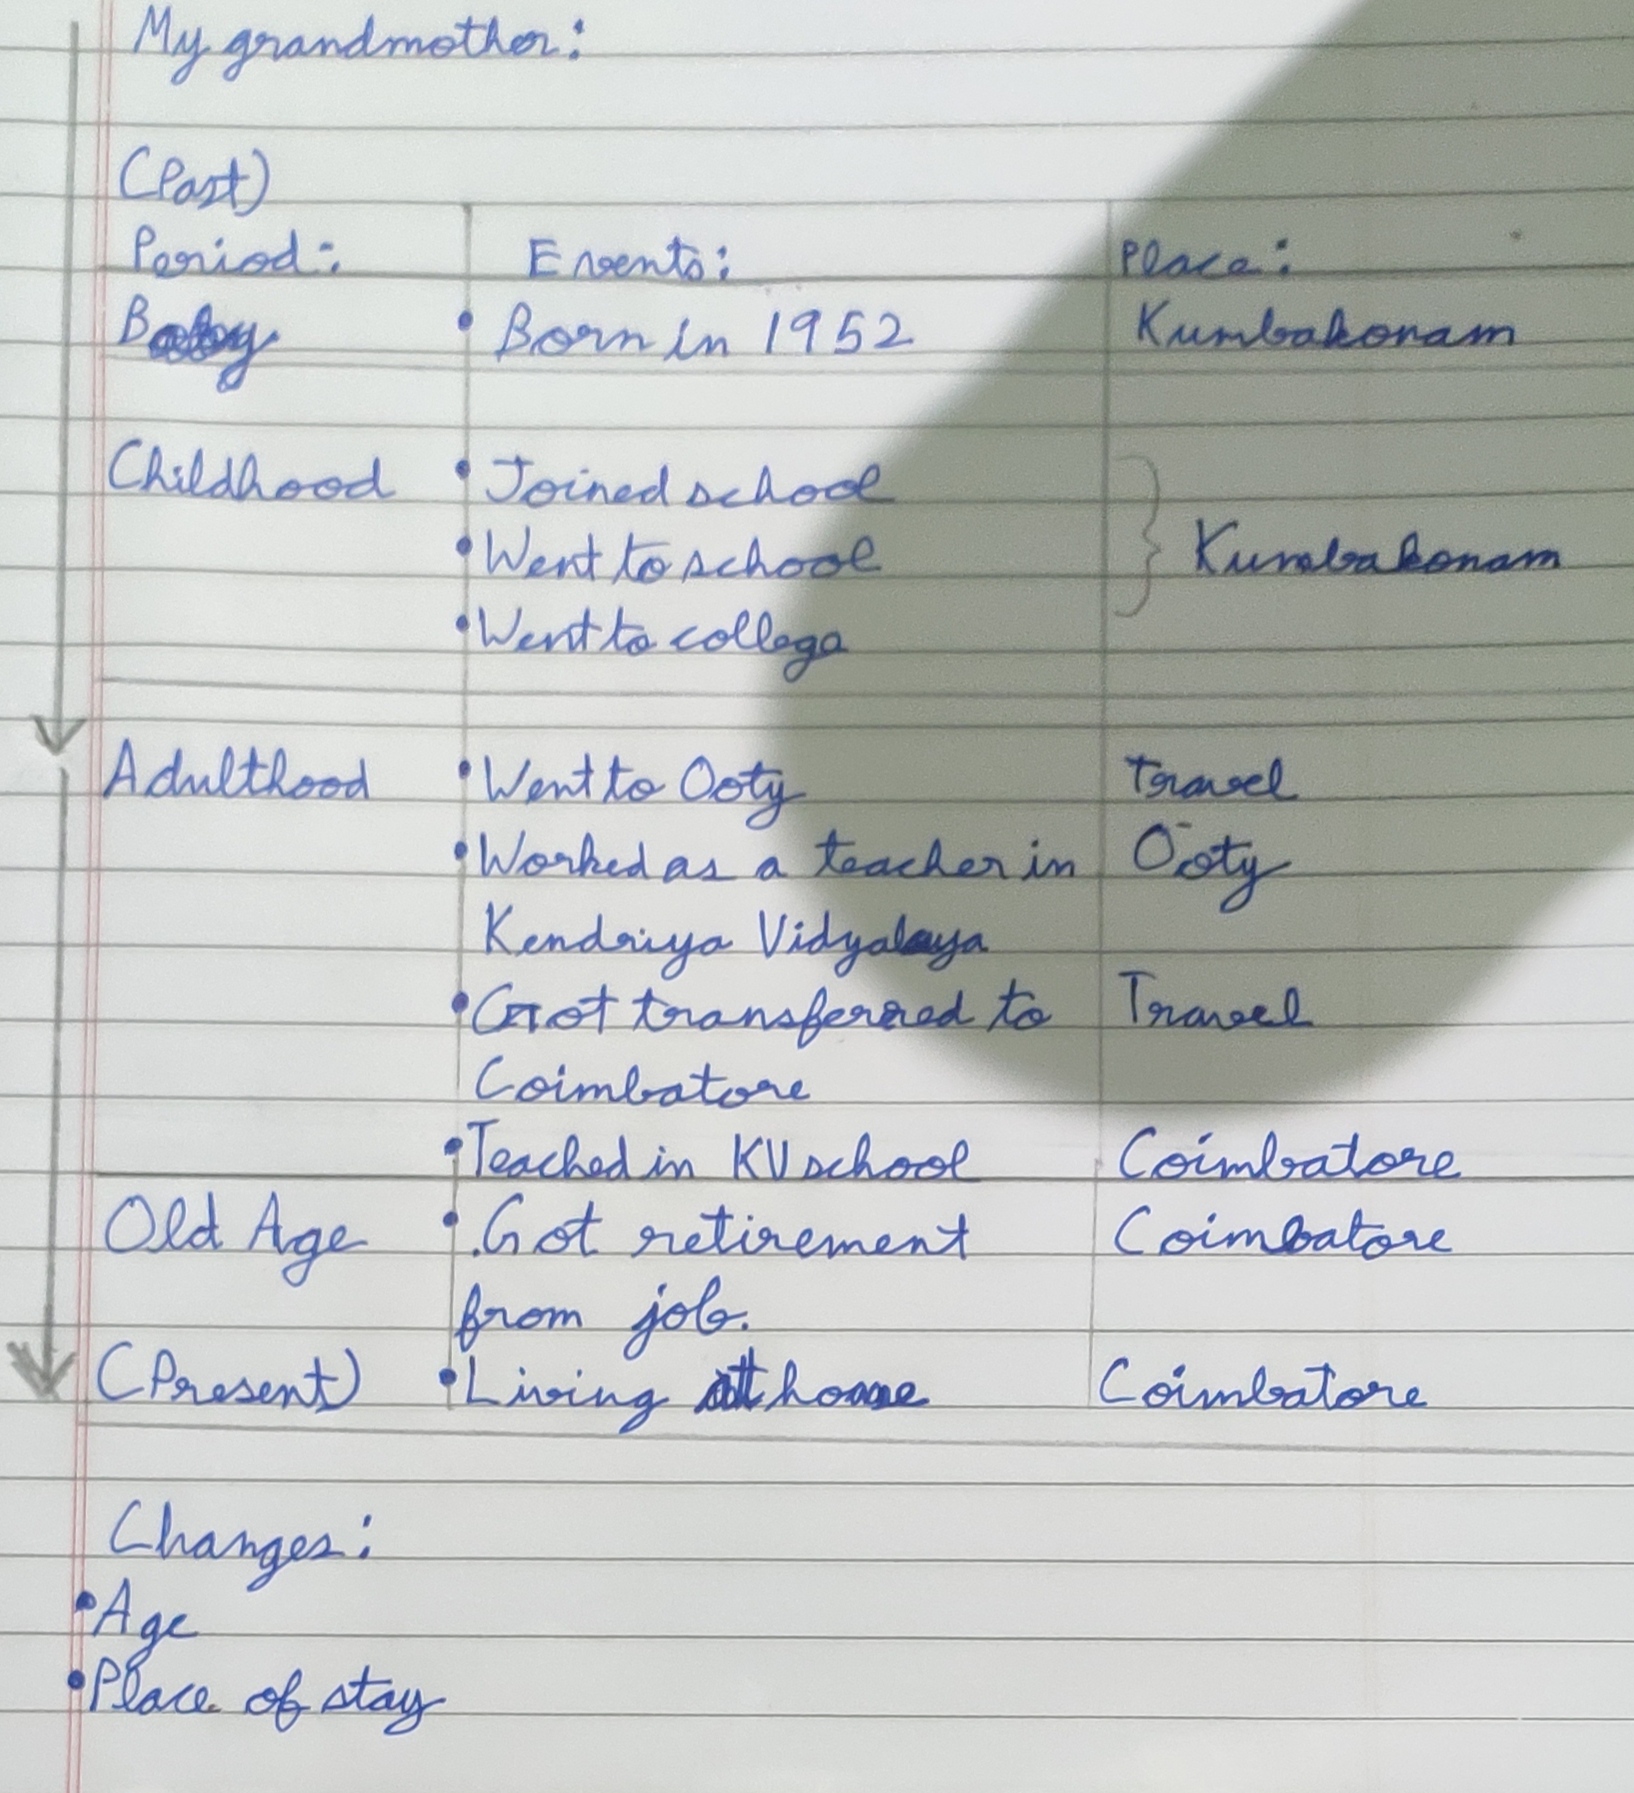 My grandmother:
(Past)
Period: Events: Place:
Baby • Born in 1952 Kumbakonam
Childhood • Joined school
• Went to school } Kumbakonam
• Went to college
Adulthood • Went to Ooty Travel
• Worked as a teacher in Ooty
Kendriya Vidyalaya
• Got transferred to Travel
Coimbatore
• Teached in KV school Coimbatore
Old Age • .Got retirement Coimbatore
from job.
(Present) • Living at home Coimbatore
Changes:
• Age
• Place of stay